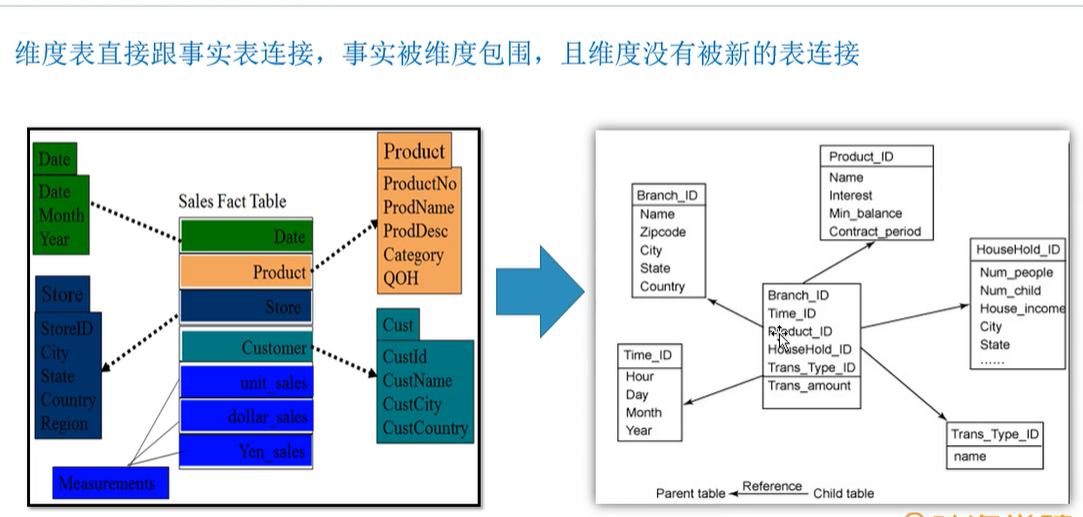 维度表直接跟事实表连接，事实被维度包围，且维度没有被新的表连接
Date
Date
Month
Year
Store
StoreID
City
State
Country
Region
Sales Fact Table
Date
Product
Store
Customer
unit_sales
dollar_sales
Yen_sales
Measurements
Product
ProductNo
ProdName
ProdDesc
Category
QOH
Cust
CustId
CustName
CustCity
CustCountry
Branch_ID
Name
Zipcode
City
State
Country
Time_ID
Hour
Day
Month
Year
Product_ID
Name
Interest
Min_balance
Contract_period
Branch_ID
Time_ID
Product_ID
HouseHold_ID
Trans_Type_ID
Trans_amount
HouseHold_ID
Num_people
Num_child
House_income
City
State
......
Trans_Type_ID
name
Parent table
Reference
Child table